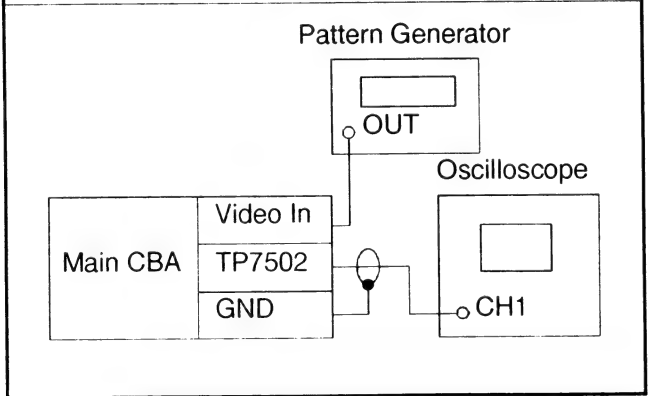 Pattern Generator
OUT
Oscilloscope
Video In
Main CBA
TP7502
GND
CH1